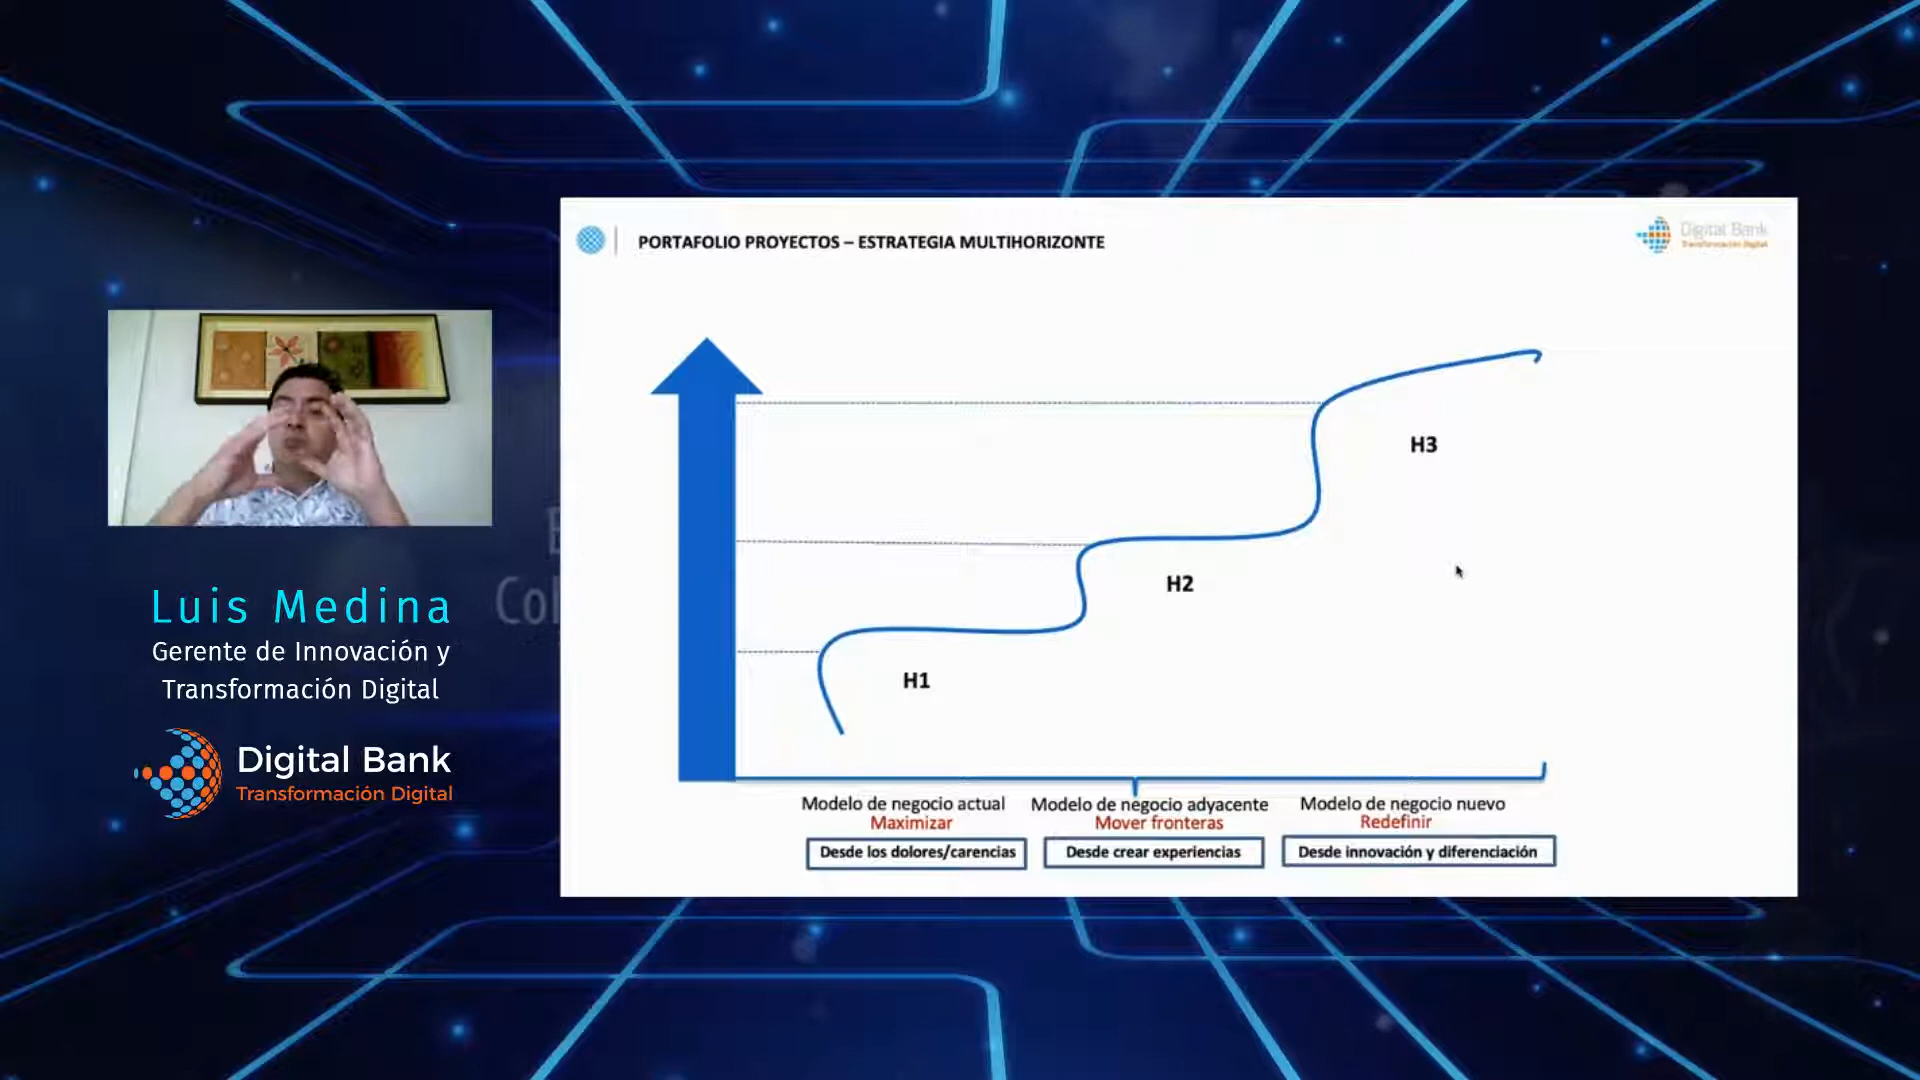 PORTAFOLIO PROYECTOS – ESTRATEGIA MULTIHORIZONTE
Digital Bank
Transformación Digital
H3
H2
H1
Modelo de negocio actual
Maximizar
Desde los dolores/carencias
Modelo de negocio adyacente
Mover fronteras
Desde crear experiencias
Modelo de negocio nuevo
Redefinir
Desde innovación y diferenciación
Luis Medina
Gerente de Innovación y
Transformación Digital
Digital Bank
Transformación Digital